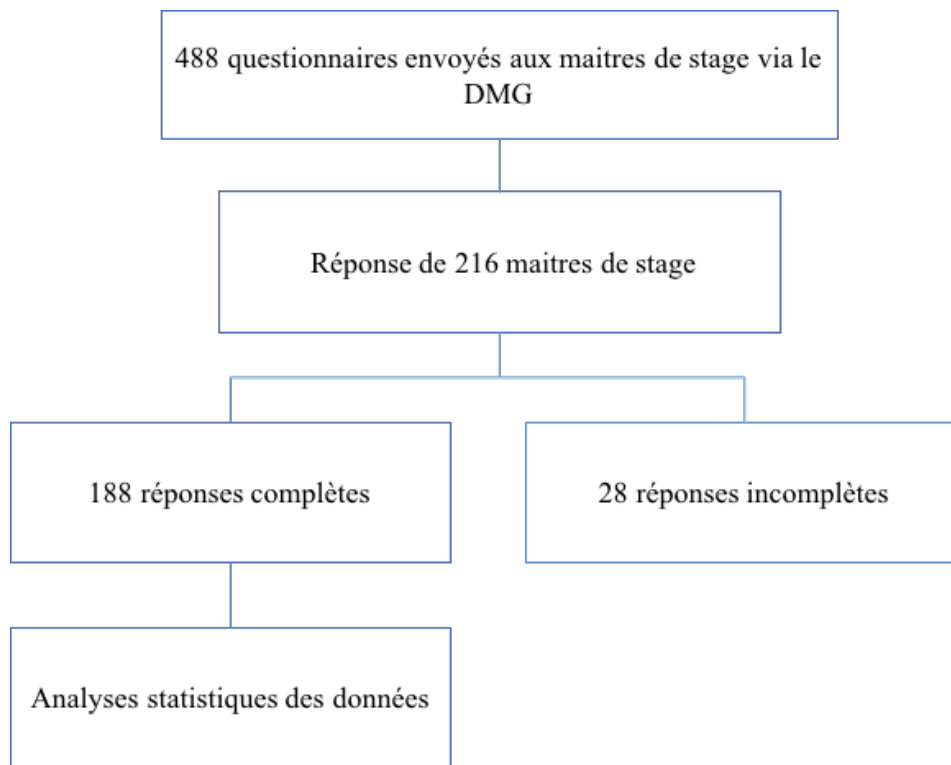 488 questionnaires envoyés aux maitres de stage via le
DMG
Réponse de 216 maitres de stage
188 réponses complètes
28 réponses incomplètes
Analyses statistiques des données